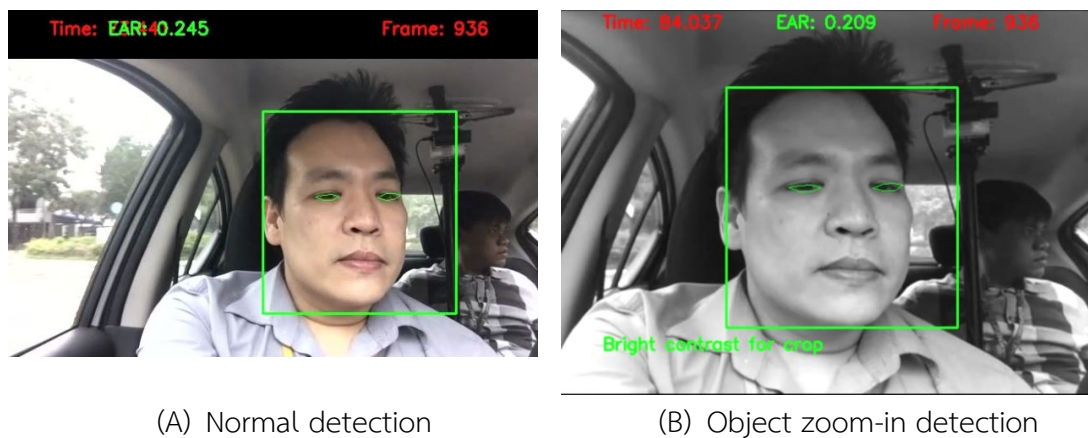 Time: EAR: 0.245 Frame: 936
Time: 84.037 EAR: 0.209 Frame: 936
Bright contrast for crop
(A) Normal detection
(B) Object zoom-in detection